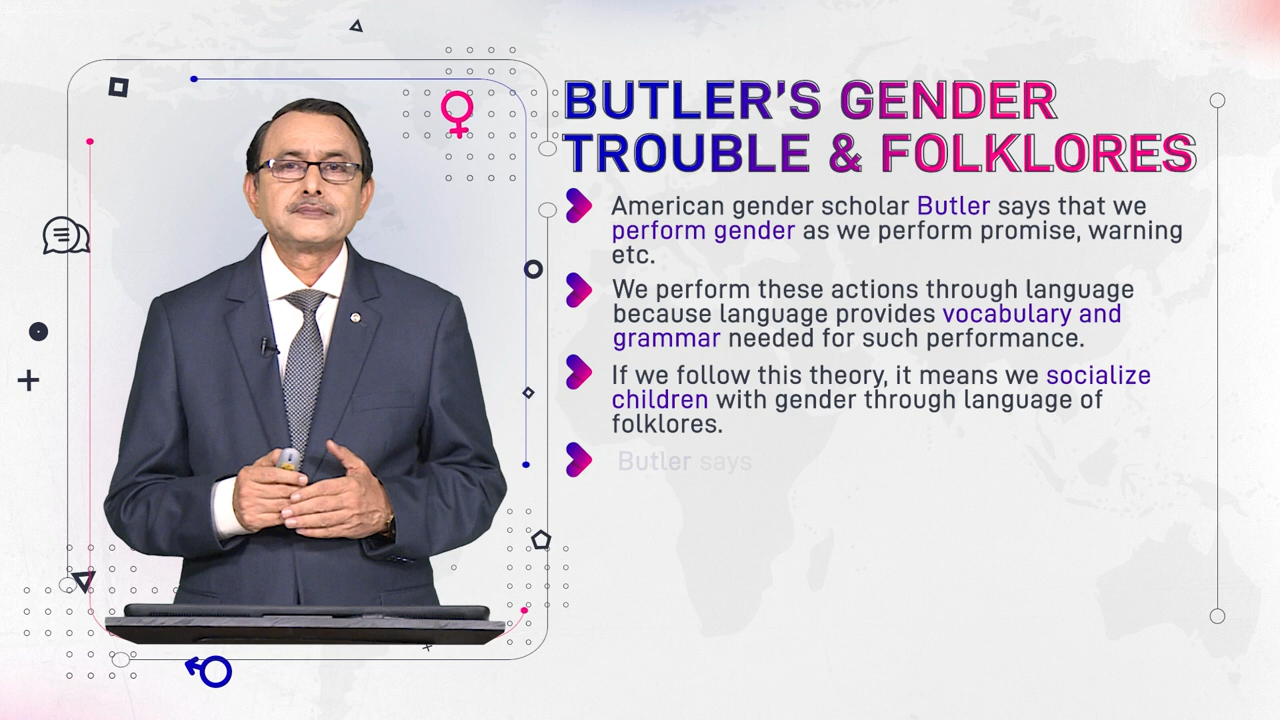 BUTLER'S GENDER
TROUBLE & FOLKLORES
American gender scholar Butler says that we
perform gender as we perform promise, warning
etc.
We perform these actions through language
because language provides vocabulary and
grammar needed for such performance.
If we follow this theory, it means we socialize
children with gender through language of
folklores.
Butler says